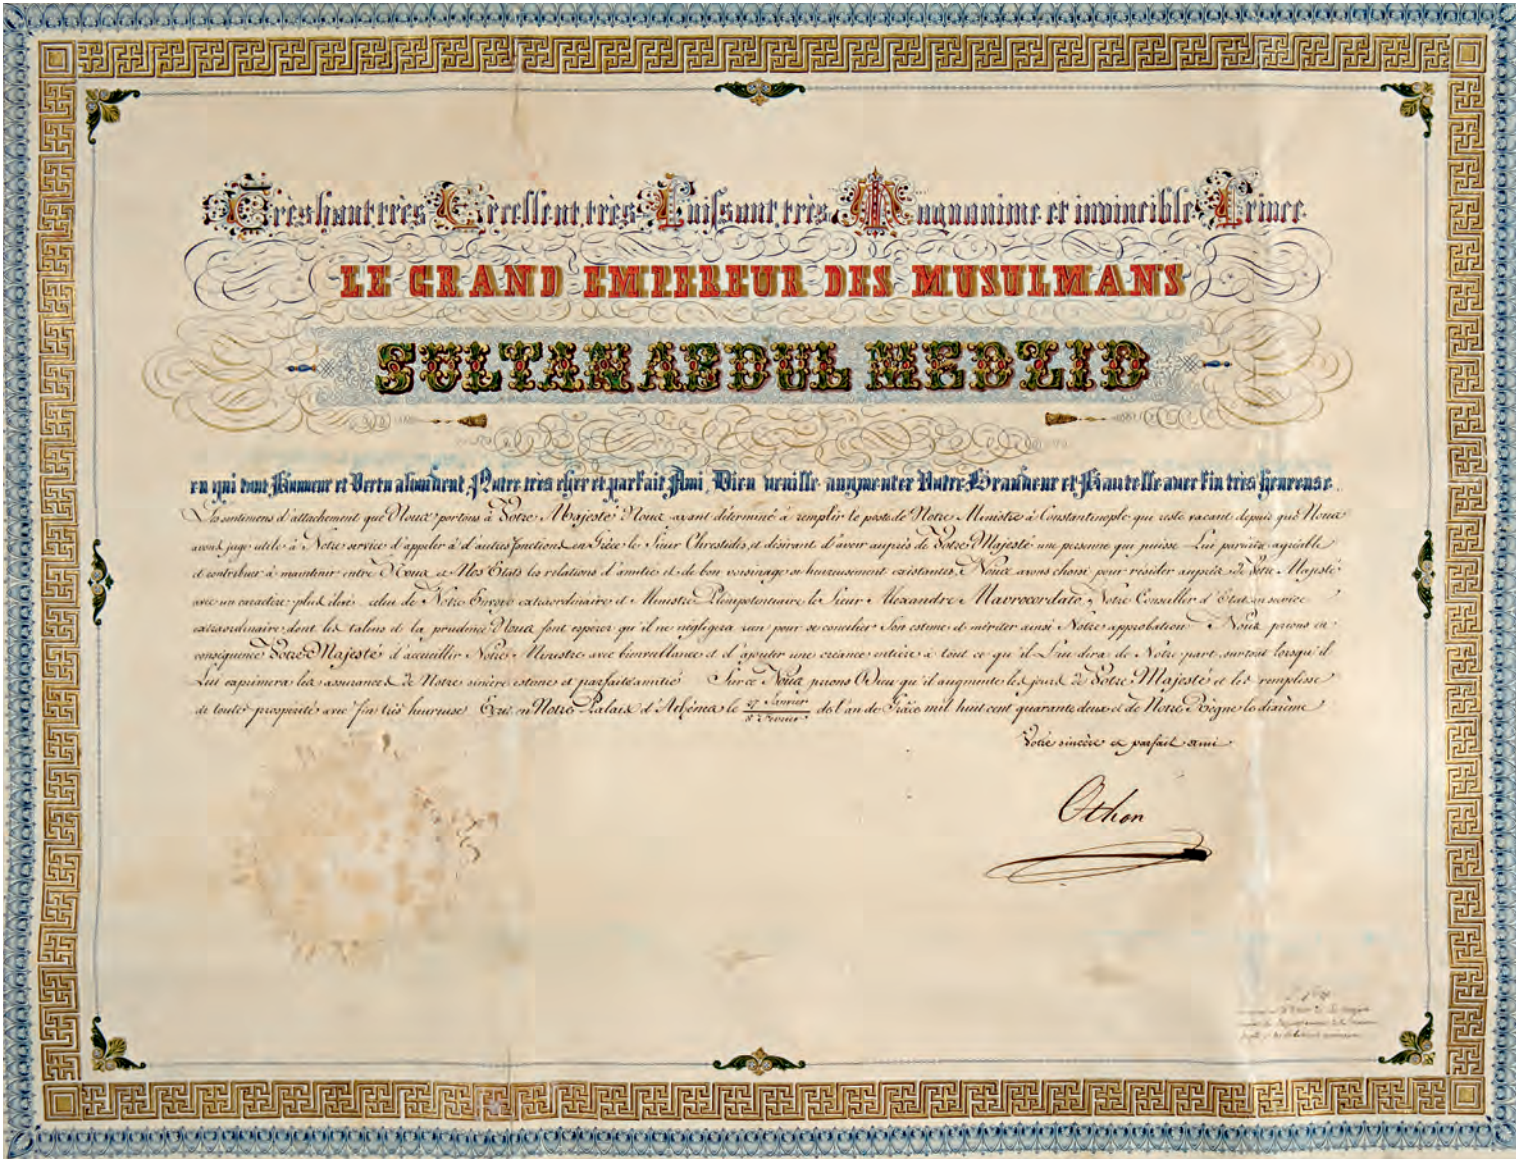 Très haut très Excellent très Puissant très Magnanime et invincible Prince
LE GRAND EMPEREUR DES MUSULMANS
SULTAN ABDUL MEDZID
en qui tout Honneur et Vertu abondent, Notre très cher et parfait Ami, Dieu veuille augmenter Votre Grandeur et Hautesse avec fin très heureuse.
Les sentimens d'attachement que Nous portons à Votre Majesté Nous ayant déterminé à remplir le poste de Notre Ministre à Constantinople qui reste vacant depuis que Nous
avons jugé utile à Notre service d'appeler à d'autres fonctions en Grèce le Sieur Chrestidès, et désirant d'avoir auprès de Votre Majesté une personne qui puisse Lui paraître agréable
et contribuer à maintenir entre Nous et Nos Etats les relations d'amitié et de bon voisinage si heureusement existantes, Nous avons choisi pour résider auprès de Votre Majesté
avec un caractère plus élevé celui de Notre Envoyé extraordinaire et Ministre Plénipotentiaire le Sieur Alexandre Mavrocordato, Notre Conseiller d'Etat en service
extraordinaire, dont les talens et la prudence Nous font espérer qu'il ne négligera rien pour se concilier Son estime et mériter ainsi Notre approbation. Nous prions en
conséquence Votre Majesté d'accueillir Notre Ministre avec bienveillance et d'ajouter une créance entière à tout ce qu'il Lui dira de Notre part, surtout lorsqu'il
Lui exprimera les assurances de Notre sincère estime et parfaite amitié. Sur ce Nous prions Dieu qu'il augmente les jours de Votre Majesté et les remplisse
de toute prospérité avec fin très heureuse. Ecrit en Notre Palais d'Athènes le 27 Janvier / 8 Février de l'an de Grâce mil huit cent quarante deux et de Notre Règne le dixième
Votre sincère et parfait ami
Othon